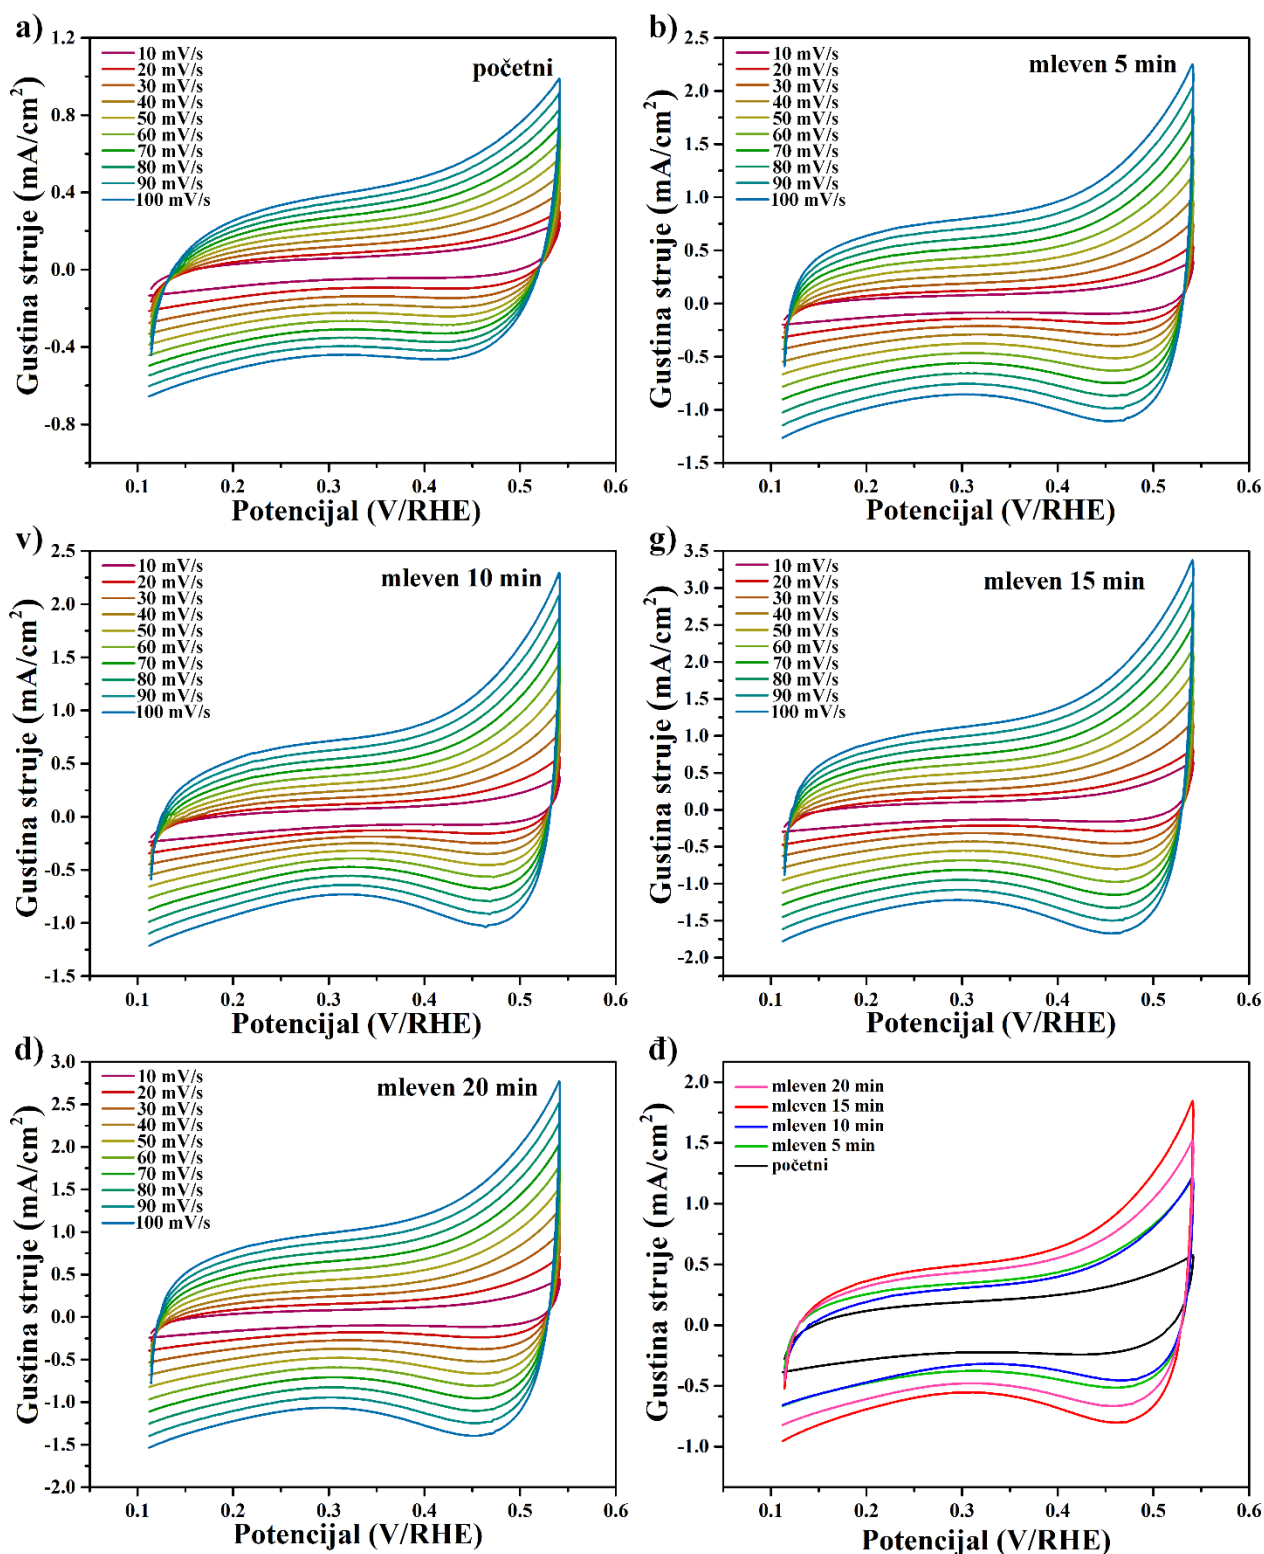 a)
početni
10 mV/s
20 mV/s
30 mV/s
40 mV/s
50 mV/s
60 mV/s
70 mV/s
80 mV/s
90 mV/s
100 mV/s
1.2
0.8
0.4
0.0
-0.4
-0.8
Gustina struje (mA/cm²)
0.1 0.2 0.3 0.4 0.5 0.6
Potencijal (V/RHE)
b)
mleven 5 min
10 mV/s
20 mV/s
30 mV/s
40 mV/s
50 mV/s
60 mV/s
70 mV/s
80 mV/s
90 mV/s
100 mV/s
2.5
2.0
1.5
1.0
0.5
0.0
-0.5
-1.0
-1.5
Gustina struje (mA/cm²)
0.1 0.2 0.3 0.4 0.5 0.6
Potencijal (V/RHE)
v)
mleven 10 min
10 mV/s
20 mV/s
30 mV/s
40 mV/s
50 mV/s
60 mV/s
70 mV/s
80 mV/s
90 mV/s
100 mV/s
2.5
2.0
1.5
1.0
0.5
0.0
-0.5
-1.0
-1.5
Gustina struje (mA/cm²)
0.1 0.2 0.3 0.4 0.5 0.6
Potencijal (V/RHE)
g)
mleven 15 min
10 mV/s
20 mV/s
30 mV/s
40 mV/s
50 mV/s
60 mV/s
70 mV/s
80 mV/s
90 mV/s
100 mV/s
3.5
3.0
2.5
2.0
1.5
1.0
0.5
0.0
-0.5
-1.0
-1.5
-2.0
Gustina struje (mA/cm²)
0.1 0.2 0.3 0.4 0.5 0.6
Potencijal (V/RHE)
d)
mleven 20 min
10 mV/s
20 mV/s
30 mV/s
40 mV/s
50 mV/s
60 mV/s
70 mV/s
80 mV/s
90 mV/s
100 mV/s
3.0
2.5
2.0
1.5
1.0
0.5
0.0
-0.5
-1.0
-1.5
-2.0
Gustina struje (mA/cm²)
0.1 0.2 0.3 0.4 0.5 0.6
Potencijal (V/RHE)
đ)
mleven 20 min
mleven 15 min
mleven 10 min
mleven 5 min
početni
2.0
1.5
1.0
0.5
0.0
-0.5
-1.0
Gustina struje (mA/cm²)
0.1 0.2 0.3 0.4 0.5 0.6
Potencijal (V/RHE)